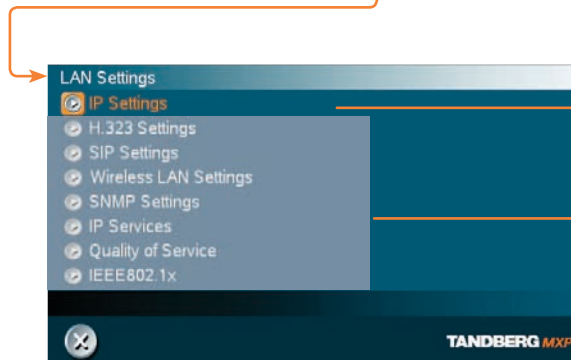 LAN Settings
IP Settings
H.323 Settings
SIP Settings
Wireless LAN Settings
SNMP Settings
IP Services
Quality of Service
IEEE802.1x
TANDBERG MXP